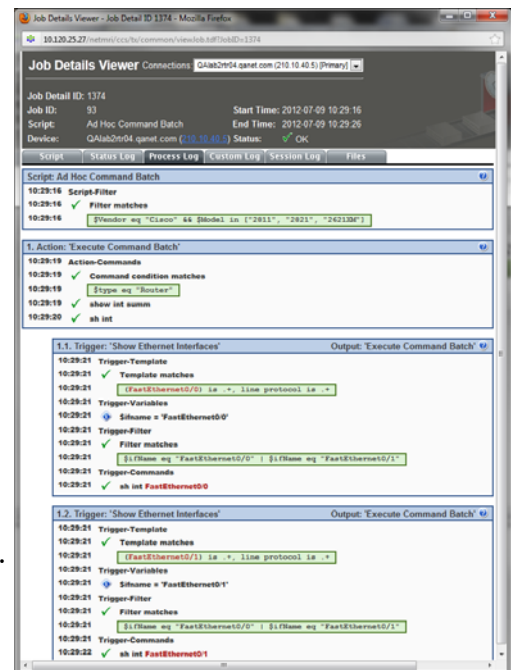 Job Details Viewer - Job Detail ID 1374 - Mozilla Firefox
10.120.25.27/netmri/ccs/tx/common/viewJob.tdf?JobID=1374
Job Details Viewer Connections: QAlab2rtr04.qanet.com (210.10.40.5) [Primary]
Job Detail ID: 1374
Job ID: 93 Start Time: 2012-07-09 10:29:16
Script: Ad Hoc Command Batch End Time: 2012-07-09 10:29:26
Device: QAlab2rtr04.qanet.com (210.10.40.5) Status: ✓ OK
Script Status Log Process Log Custom Log Session Log Files
Script: Ad Hoc Command Batch
10:29:16 Script-Filter
10:29:16 ✓ Filter matches
10:29:16 $Vendor eq "Cisco" && $Model in ["2811", "2821", "2621XM"]
1. Action: 'Execute Command Batch'
10:29:19 Action-Commands
10:29:19 ✓ Command condition matches
10:29:19 $type eq "Router"
10:29:19 ✓ show int summ
10:29:20 ✓ sh int
1.1. Trigger: 'Show Ethernet Interfaces' Output: 'Execute Command Batch'
10:29:21 Trigger-Template
10:29:21 ✓ Template matches
10:29:21 (FastEthernet0/0) is .+, line protocol is .+
10:29:21 Trigger-Variables
10:29:21 $ifname = 'FastEthernet0/0'
10:29:21 Trigger-Filter
10:29:21 ✓ Filter matches
10:29:21 $ifName eq "FastEthernet0/0" | $ifName eq "FastEthernet0/1"
10:29:21 Trigger-Commands
10:29:21 ✓ sh int FastEthernet0/0
1.2. Trigger: 'Show Ethernet Interfaces' Output: 'Execute Command Batch'
10:29:21 Trigger-Template
10:29:21 ✓ Template matches
10:29:21 (FastEthernet0/1) is .+, line protocol is .+
10:29:21 Trigger-Variables
10:29:21 $ifname = 'FastEthernet0/1'
10:29:21 Trigger-Filter
10:29:21 ✓ Filter matches
10:29:21 $ifName eq "FastEthernet0/0" | $ifName eq "FastEthernet0/1"
10:29:21 Trigger-Commands
10:29:22 ✓ sh int FastEthernet0/1